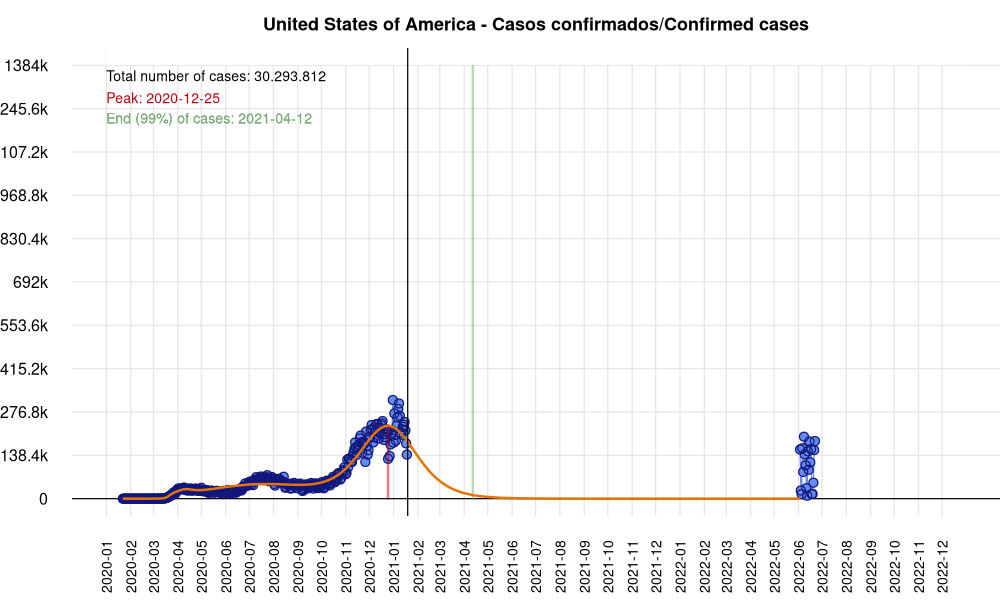 United States of America - Casos confirmados/Confirmed cases
1384k
245.6k
107.2k
968.8k
830.4k
692k
553.6k
415.2k
276.8k
138.4k
0
Total number of cases: 30.293.812
Peak: 2020-12-25
End (99%) of cases: 2021-04-12
2020-01
2020-02
2020-03
2020-04
2020-05
2020-06
2020-07
2020-08
2020-09
2020-10
2020-11
2020-12
2021-01
2021-02
2021-03
2021-04
2021-05
2021-06
2021-07
2021-08
2021-09
2021-10
2021-11
2021-12
2022-01
2022-02
2022-03
2022-04
2022-05
2022-06
2022-07
2022-08
2022-09
2022-10
2022-11
2022-12